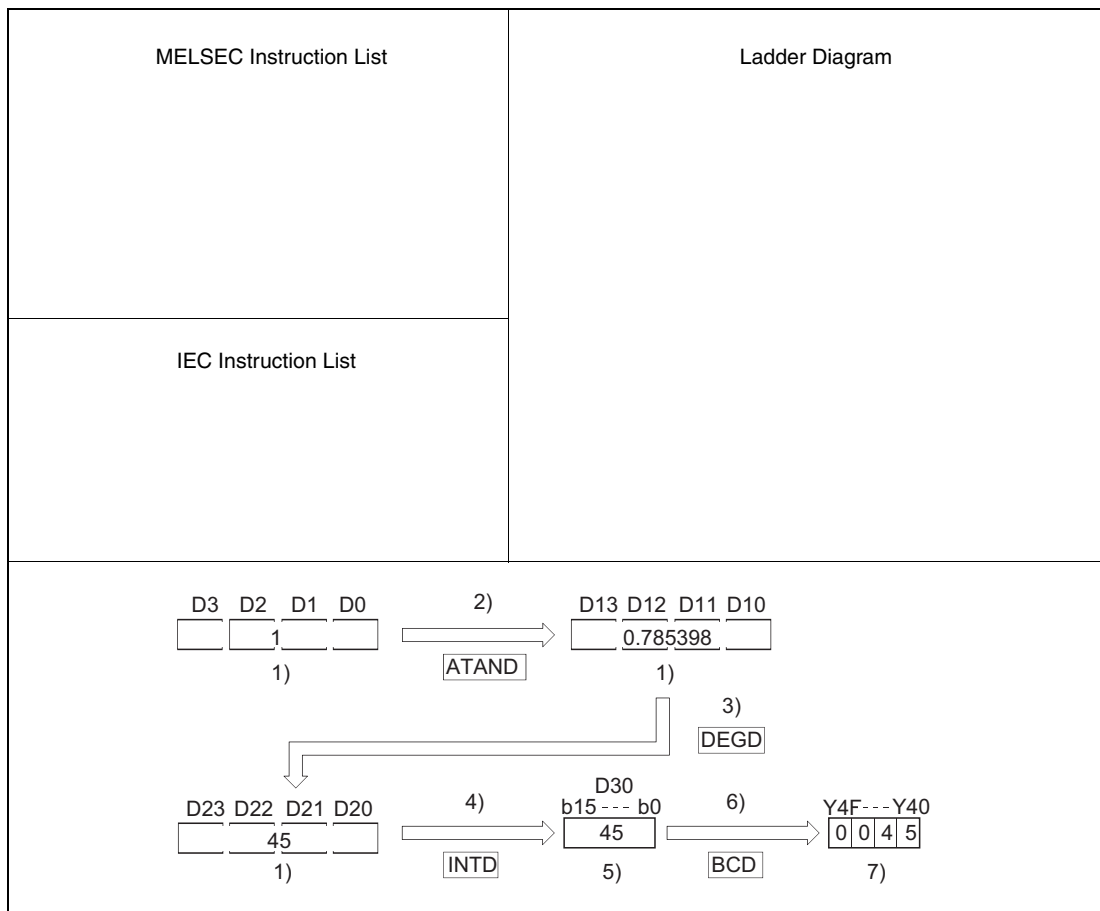 MELSEC Instruction List
Ladder Diagram
IEC Instruction List
D3 D2 D1 D0
1
1)
2)
ATAND
D13 D12 D11 D10
0.785398
1)
3)
DEGD
D23 D22 D21 D20
45
1)
4)
INTD
D30
b15 --- b0
45
5)
6)
BCD
Y4F---Y40
0 0 4 5
7)